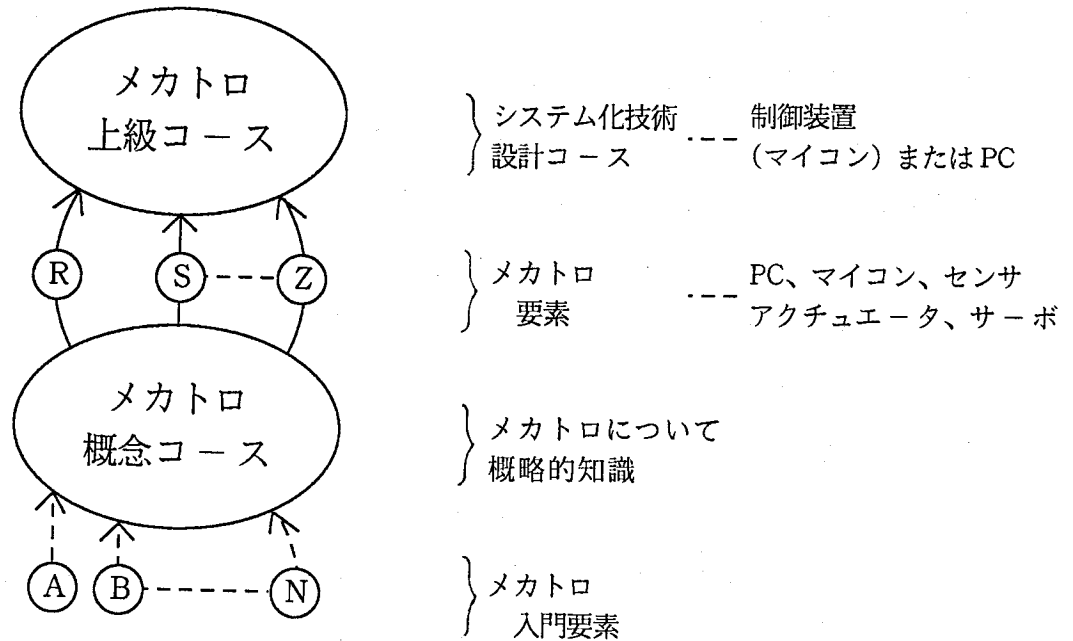 メカトロ
上級コース
システム化技術
設計コース
制御装置
(マイコン) またはPC
R
S
Z
メカトロ
要素
PC、マイコン、センサ
アクチュエータ、サーボ
メカトロ
概念コース
メカトロについて
概略的知識
A
B
N
メカトロ
入門要素